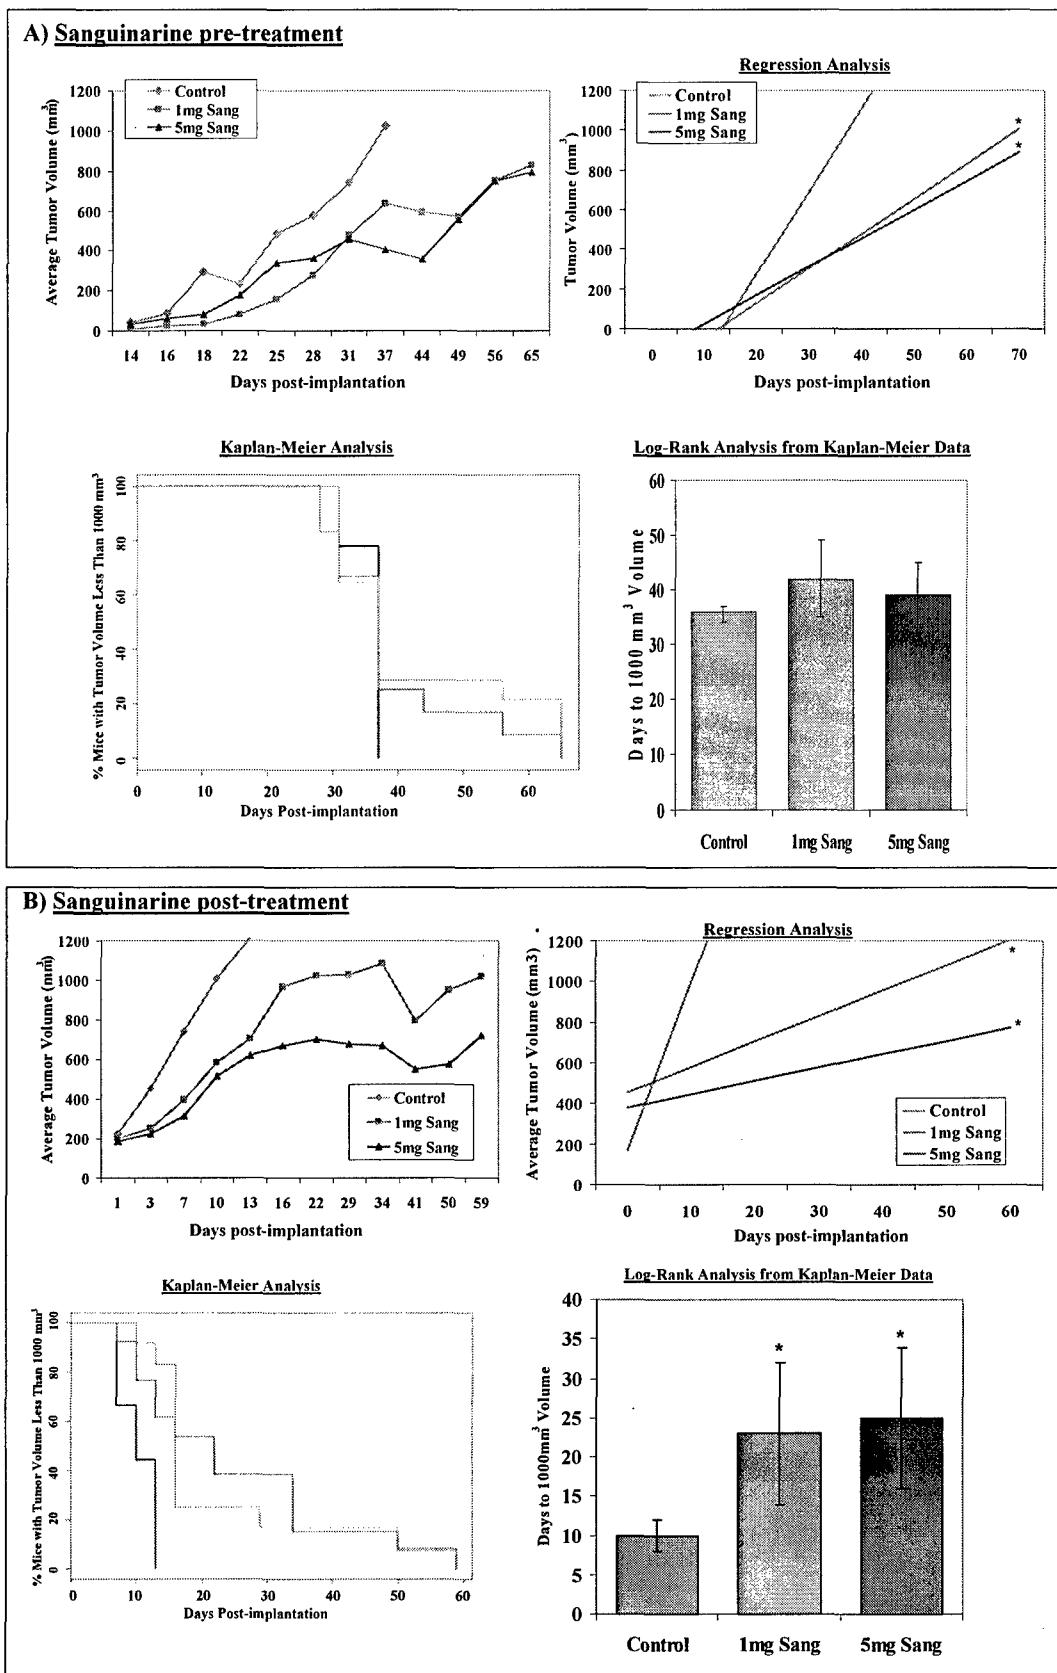 A) Sanguinarine pre-treatment
Control
1mg Sang
5mg Sang
Average Tumor Volume (mm³)
1200
1000
800
600
400
200
0
14 16 18 22 25 28 31 37 44 49 56 65
Days post-implantation
Regression Analysis
Control
1mg Sang
5mg Sang
Tumor Volume (mm³)
1200
1000
800
600
400
200
0
*
*
0 10 20 30 40 50 60 70
Days post-implantation
Kaplan-Meier Analysis
% Mice with Tumor Volume Less Than 1000 mm³
100
80
60
40
20
0
0 10 20 30 40 50 60
Days Post-implantation
Log-Rank Analysis from Kaplan-Meier Data
Days to 1000 mm³ Volume
60
50
40
30
20
10
0
Control 1mg Sang 5mg Sang
B) Sanguinarine post-treatment
Average Tumor Volume (mm³)
1200
1000
800
600
400
200
0
Control
1mg Sang
5mg Sang
1 3 7 10 13 16 22 29 34 41 50 59
Days post-implantation
Regression Analysis
Average Tumor Volume (mm3)
1200
1000
800
600
400
200
0
*
*
Control
1mg Sang
5mg Sang
0 10 20 30 40 50 60
Days post-implantation
Kaplan-Meier Analysis
% Mice with Tumor Volume Less Than 1000 mm³
100
80
60
40
20
0
0 10 20 30 40 50 60
Days Post-implantation
Log-Rank Analysis from Kaplan-Meier Data
Days to 1000mm³ Volume
40
35
30
25
20
15
10
5
0
*
*
Control 1mg Sang 5mg Sang